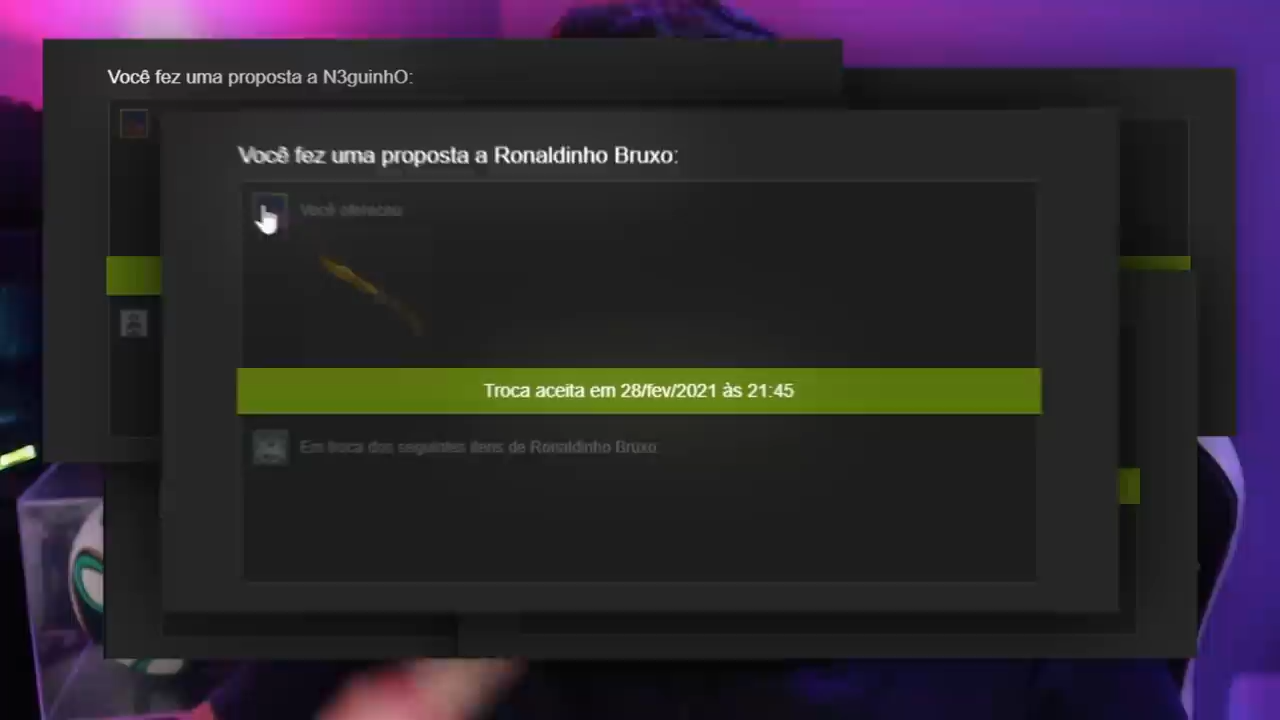 Você fez uma proposta a N3guinhO:
Você fez uma proposta a Ronaldinho Bruxo:
Você ofereceu:
Troca aceita em 28/fev/2021 às 21:45
Em troca dos seguintes itens de Ronaldinho Bruxo: